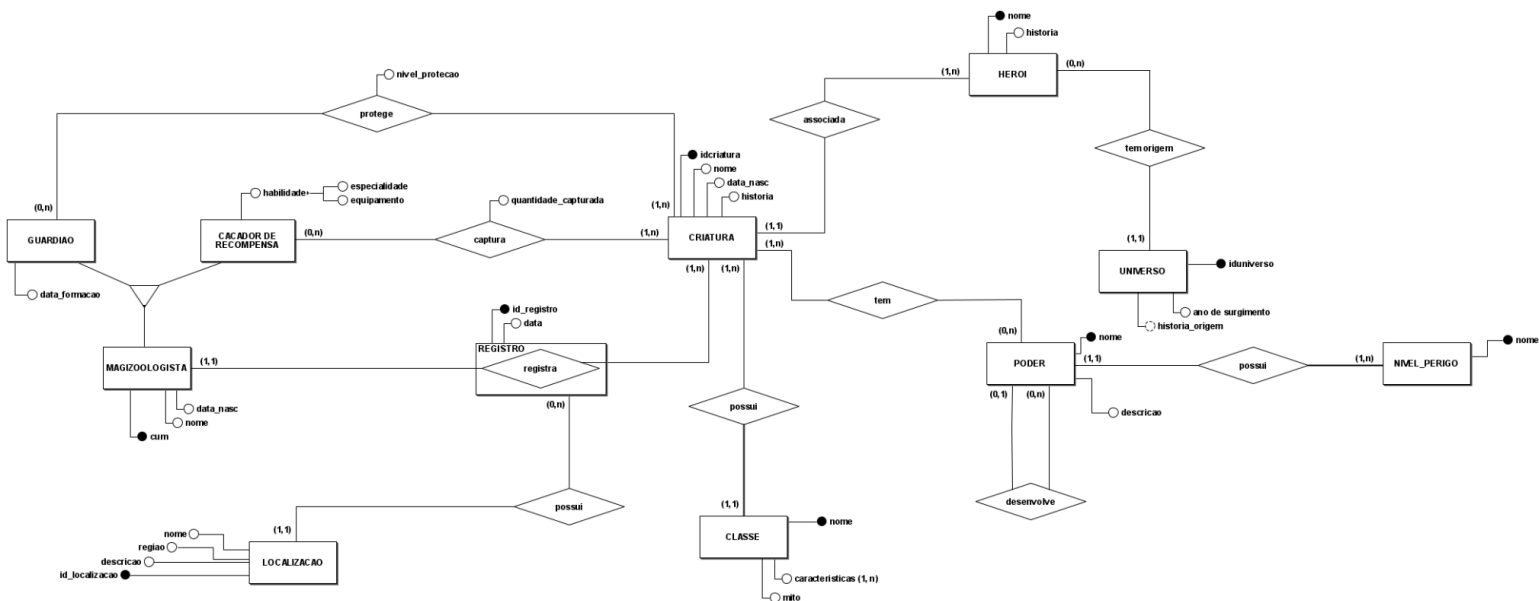 nome
historia
(1,n)
HEROI
(0,n)
nivel_protecao
protege
associada
tem origem
idcriatura
nome
data_nasc
historia
habilidade
especialidade
equipamento
quantidade_capturada
(0,n)
GUARDIAO
CACADOR DE
RECOMPENSA
(0,n)
captura
(1,n)
(1,n)
CRIATURA
(1,1)
(1,n)
(1,n)
(1,n)
(1,1)
UNIVERSO
iduniverso
ano de surgimento
historia_origem
data_formacao
tem
id_registro
data
REGISTRO
registra
(0,n)
MAGIZOOLOGISTA
(1,1)
data_nasc
nome
cum
(0,n)
nome
PODER
(1,1)
(0,1)
(0,n)
descricao
possui
(1,n)
NIVEL_PERIGO
nome
possui
desenvolve
possui
(1,1)
nome
regiao
descricao
id_localizacao
LOCALIZACAO
(1,1)
CLASSE
nome
caracteristicas (1, n)
mito